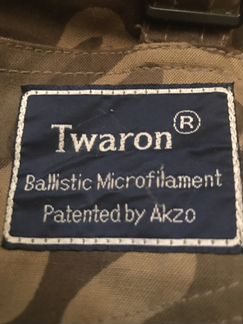 Twaron®
Ballistic Microfilament
Patented by Akzo